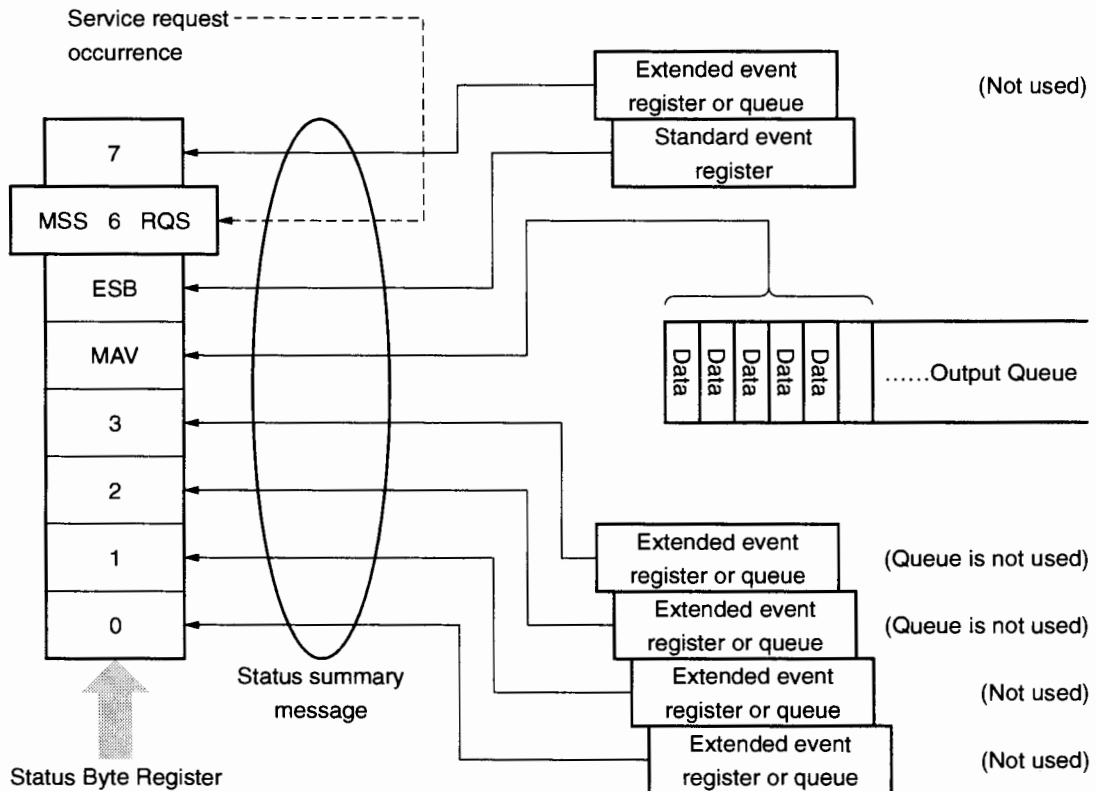 Service request
occurrence
Extended event
register or queue
(Not used)
Standard event
register
7
MSS 6 RQS
ESB
MAV
3
2
1
0
Data
Data
Data
Data
Data
......Output Queue
Extended event
register or queue
(Queue is not used)
Extended event
register or queue
(Queue is not used)
Extended event
register or queue
(Not used)
Extended event
register or queue
(Not used)
Status summary
message
Status Byte Register